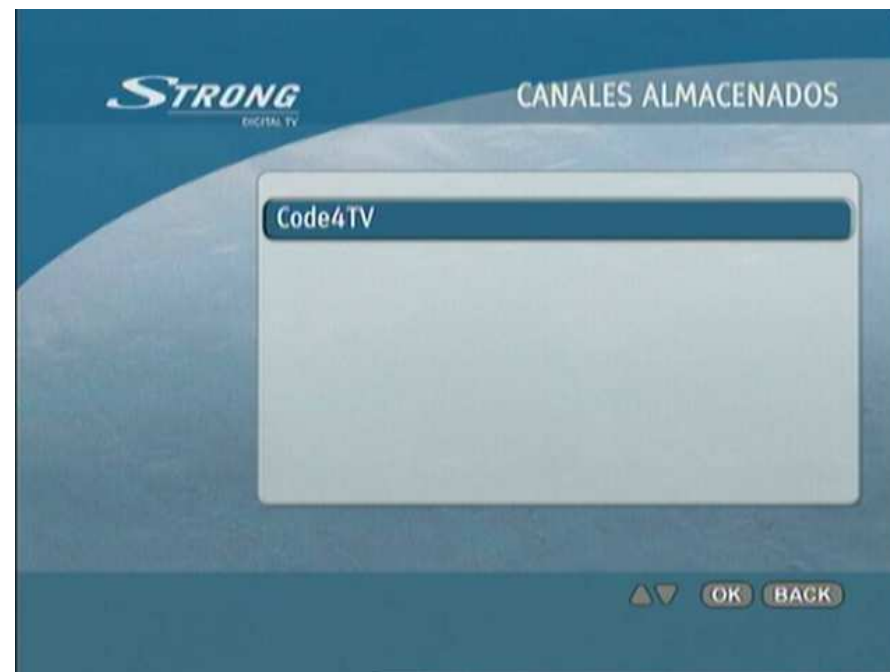 STRONG
DIGITAL TV
CANALES ALMACENADOS
Code4TV
OK BACK